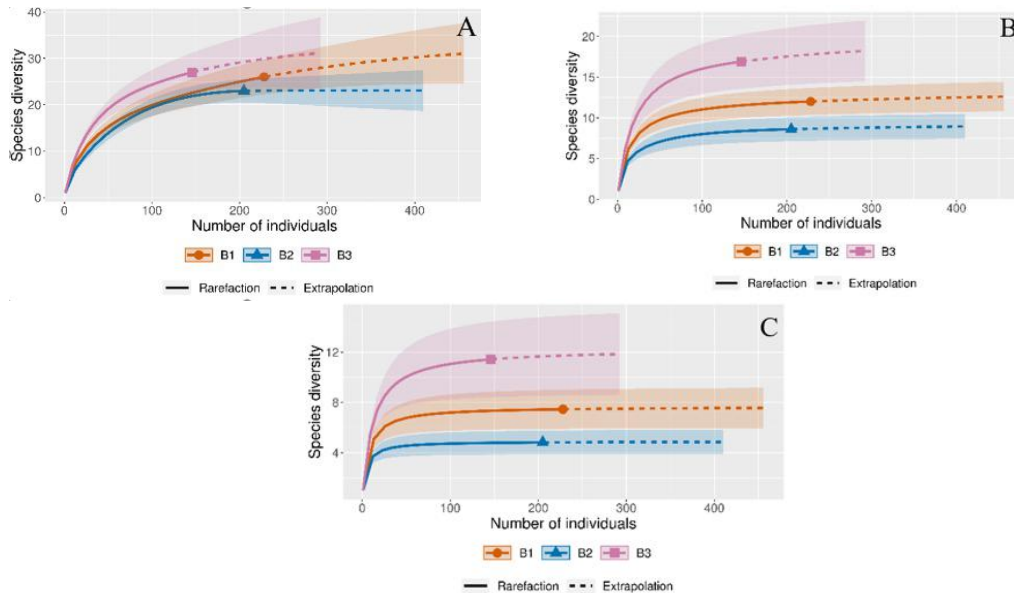 A
40
30
20
10
0
Species diversity
0 100 200 300 400
Number of individuals
B1 B2 B3
Rarefaction Extrapolation
B
20
15
10
5
0
Species diversity
0 100 200 300 400
Number of individuals
B1 B2 B3
Rarefaction Extrapolation
C
12
8
4
Species diversity
0 100 200 300 400
Number of individuals
B1 B2 B3
Rarefaction Extrapolation